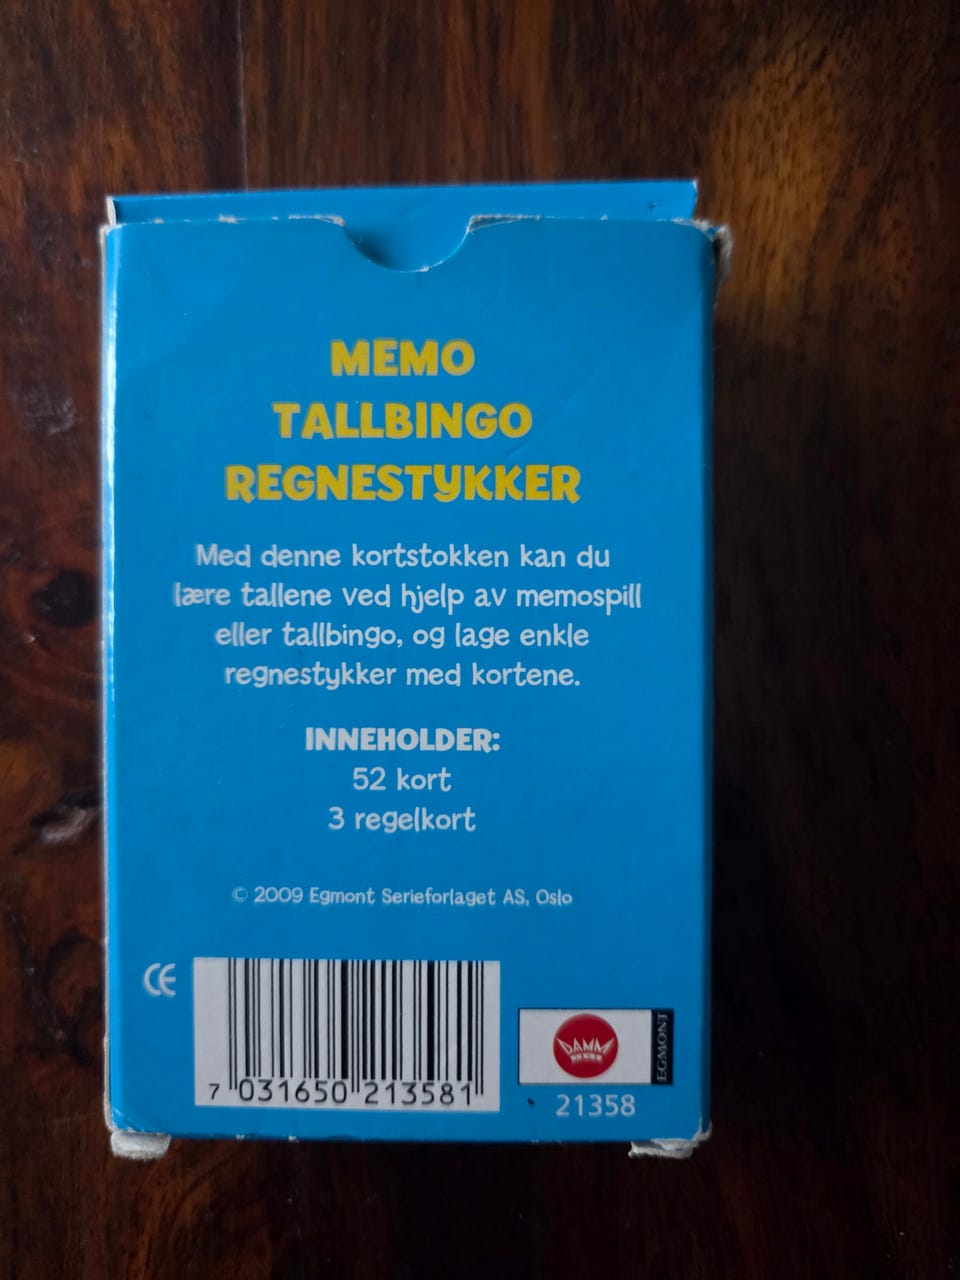 MEMO
TALLBINGO
REGNESTYKKER
Med denne kortstokken kan du
lære tallene ved hjelp av memospill
eller tallbingo, og lage enkle
regnestykker med kortene.
INNEHOLDER:
52 kort
3 regelkort
© 2009 Egmont Serieforlaget AS, Oslo
CE
7 031650 213581
DAMM
EGMONT
21358